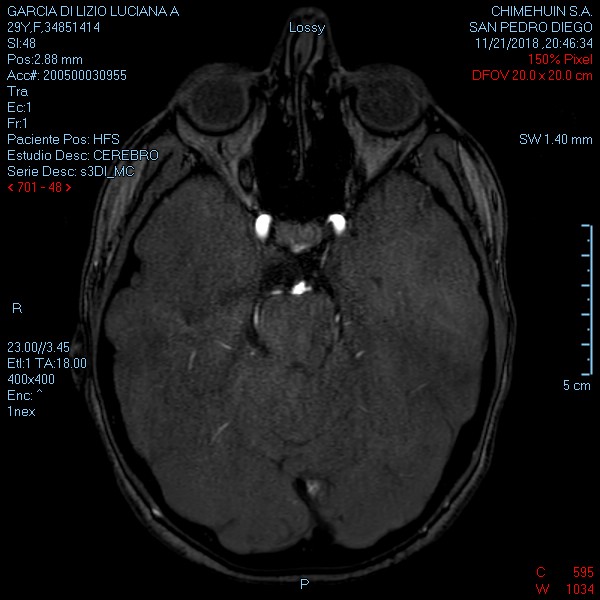 GARCIA DI LIZIO LUCIANA A
29Y,F,34851414
Sl:48
Pos:2.88 mm
Acc#: 200500030955
Tra
Ec:1
Fr:1
Paciente Pos: HFS
Estudio Desc: CEREBRO
Serie Desc: s3DI_MC
< 701 - 48 >
Lossy
CHIMEHUIN S.A.
SAN PEDRO DIEGO
11/21/2018 ,20:46:34
150% Pixel
DFOV 20.0 x 20.0 cm
SW 1.40 mm
R
23.00//3.45
Etl:1 TA:18.00
400x400
Enc: ^
1nex
5 cm
P
C 595
W 1034